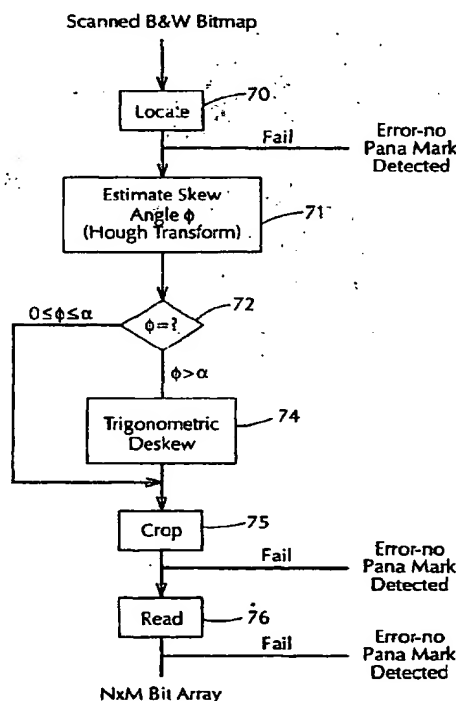 Scanned B&W Bitmap
70
Locate
Fail
Error-no
Pana Mark
Detected
Estimate Skew
Angle ϕ
(Hough Transform)
71
72
0≤ϕ≤α
ϕ=?
ϕ>α
74
Trigonometric
Deskew
75
Crop
Fail
Error-no
Pana Mark
Detected
76
Read
Fail
Error-no
Pana Mark
Detected
NxM Bit Array